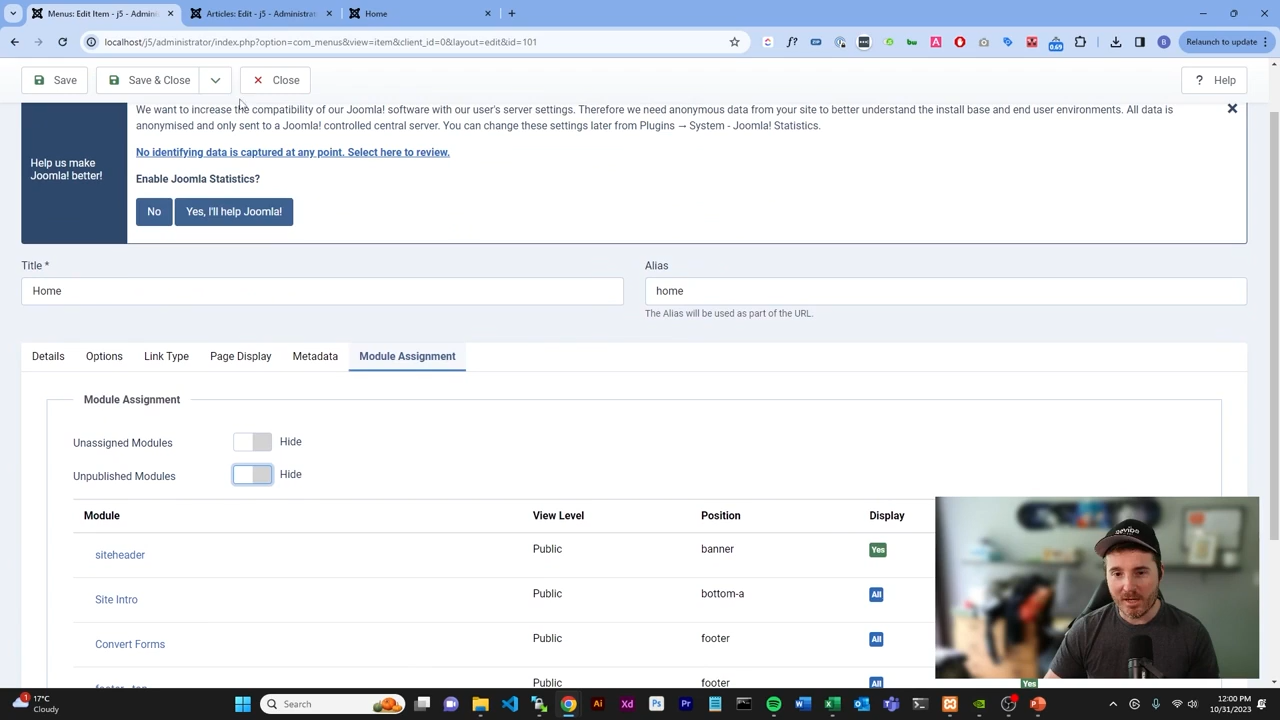 Menus: Edit Item - j5 - Admini
Articles: Edit - j5 - Administrat
Home
localhost/j5/administrator/index.php?option=com_menus&view=item&client_id=0&layout=edit&id=101
0.69
B
Relaunch to update
Save
Save & Close
Close
Help
We want to increase the compatibility of our Joomla! software with our user's server settings. Therefore we need anonymous data from your site to better understand the install base and end user environments. All data is
anonymised and only sent to a Joomla! controlled central server. You can change these settings later from Plugins → System - Joomla! Statistics.
Help us make
Joomla! better!
No identifying data is captured at any point. Select here to review.
Enable Joomla Statistics?
No
Yes, I'll help Joomla!
Title *
Alias
Home
home
The Alias will be used as part of the URL.
Details
Options
Link Type
Page Display
Metadata
Module Assignment
Module Assignment
Unassigned Modules
Hide
Unpublished Modules
Hide
Module
View Level
Position
Display
siteheader
Public
banner
Yes
Site Intro
Public
bottom-a
All
Convert Forms
Public
footer
All
Public
footer
All
Yes
17°C
Cloudy
Search
12:00 PM
10/31/2023